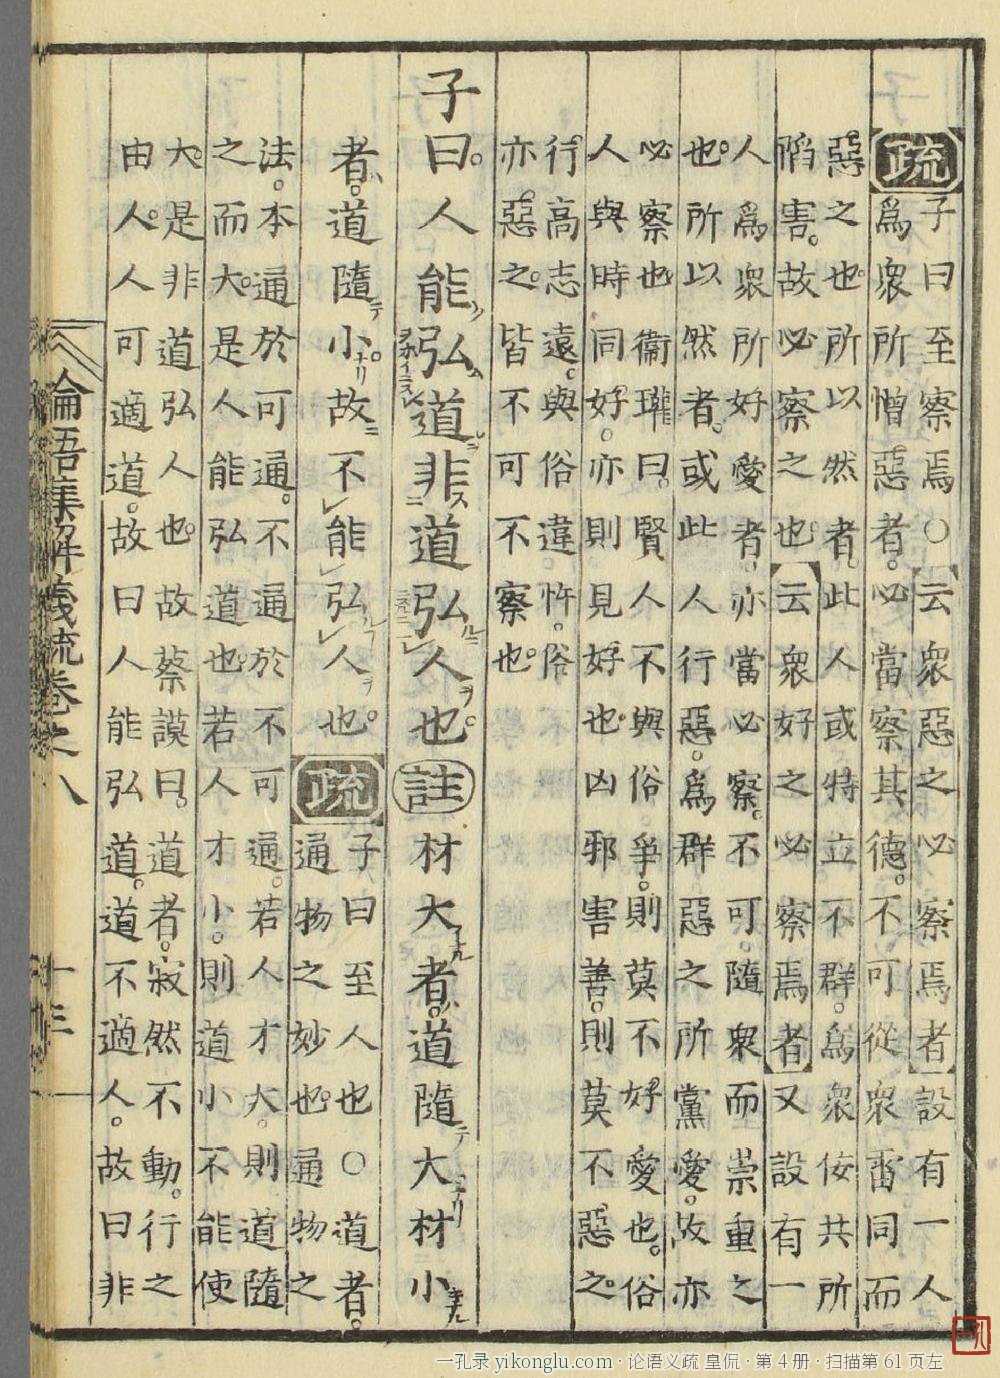 疏
子曰至察焉○云衆惡之必察焉者設有一人
爲衆所憎惡者必當察其德不可從衆雷同而
惡之也所以然者此人或特立不群爲衆佞共所
陷害故必察之也云衆好之必察焉者又設有一
人爲衆所好愛者亦當必察不可隨衆而崇重之
也所以然者或此人行惡爲群惡之所黨愛故亦
必察也衞瓘曰賢人不與俗爭則莫不好愛也俗
人與時同好亦則見好也凶邪害善則莫不惡之
行高志遠與俗違忤俗
亦惡之皆不可不察也
子曰人能弘道非道弘人也註材大者道隨大材小
者道隨小故不能弘人也疏
子曰至人也○道者
通物之妙也通物之
法本通於可通不通於不可通若人才大則道隨
之而大是人能弘道也若人才小則道小不能使
大是非道弘人也故蔡謨曰道者寂然不動行之
由人人可適道故曰人能弘道道不適人故曰非
論語集解義疏卷之八
十三
一孔录 yikonglu.com · 论语义疏 皇侃 · 第 4 册 · 扫描第 61 页左